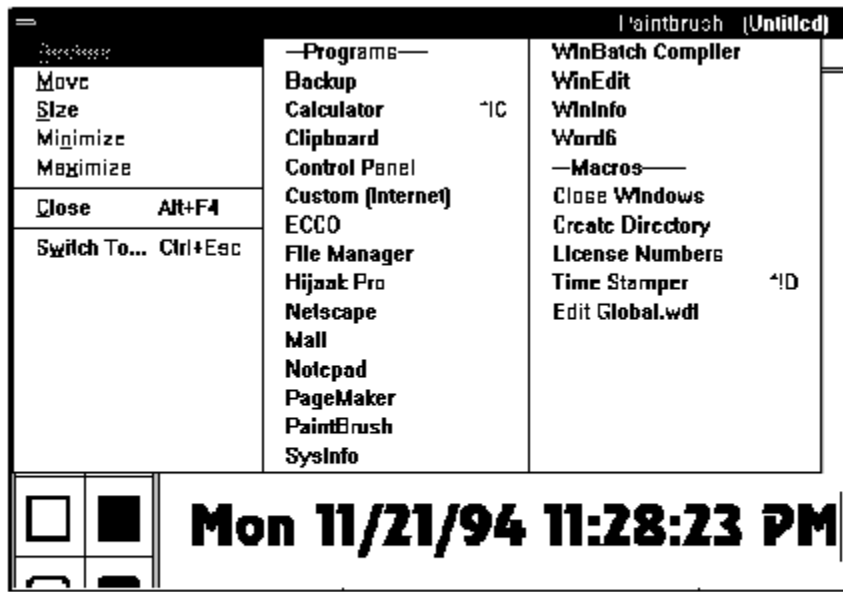 Paintbrush (Untitled)
Restore
Move
Size
Minimize
Maximize
Close Alt+F4
Switch To... Ctrl+Esc
—Programs—
Backup
Calculator ^!C
Clipboard
Control Panel
Custom (Internet)
ECCO
File Manager
Hijaak Pro
Netscape
Mail
Notepad
PageMaker
PaintBrush
SysInfo
WinBatch Compiler
WinEdit
WinInfo
Word6
—Macros—
Close Windows
Create Directory
License Numbers
Time Stamper ^!D
Edit Global.wdf
Mon 11/21/94 11:28:23 PM